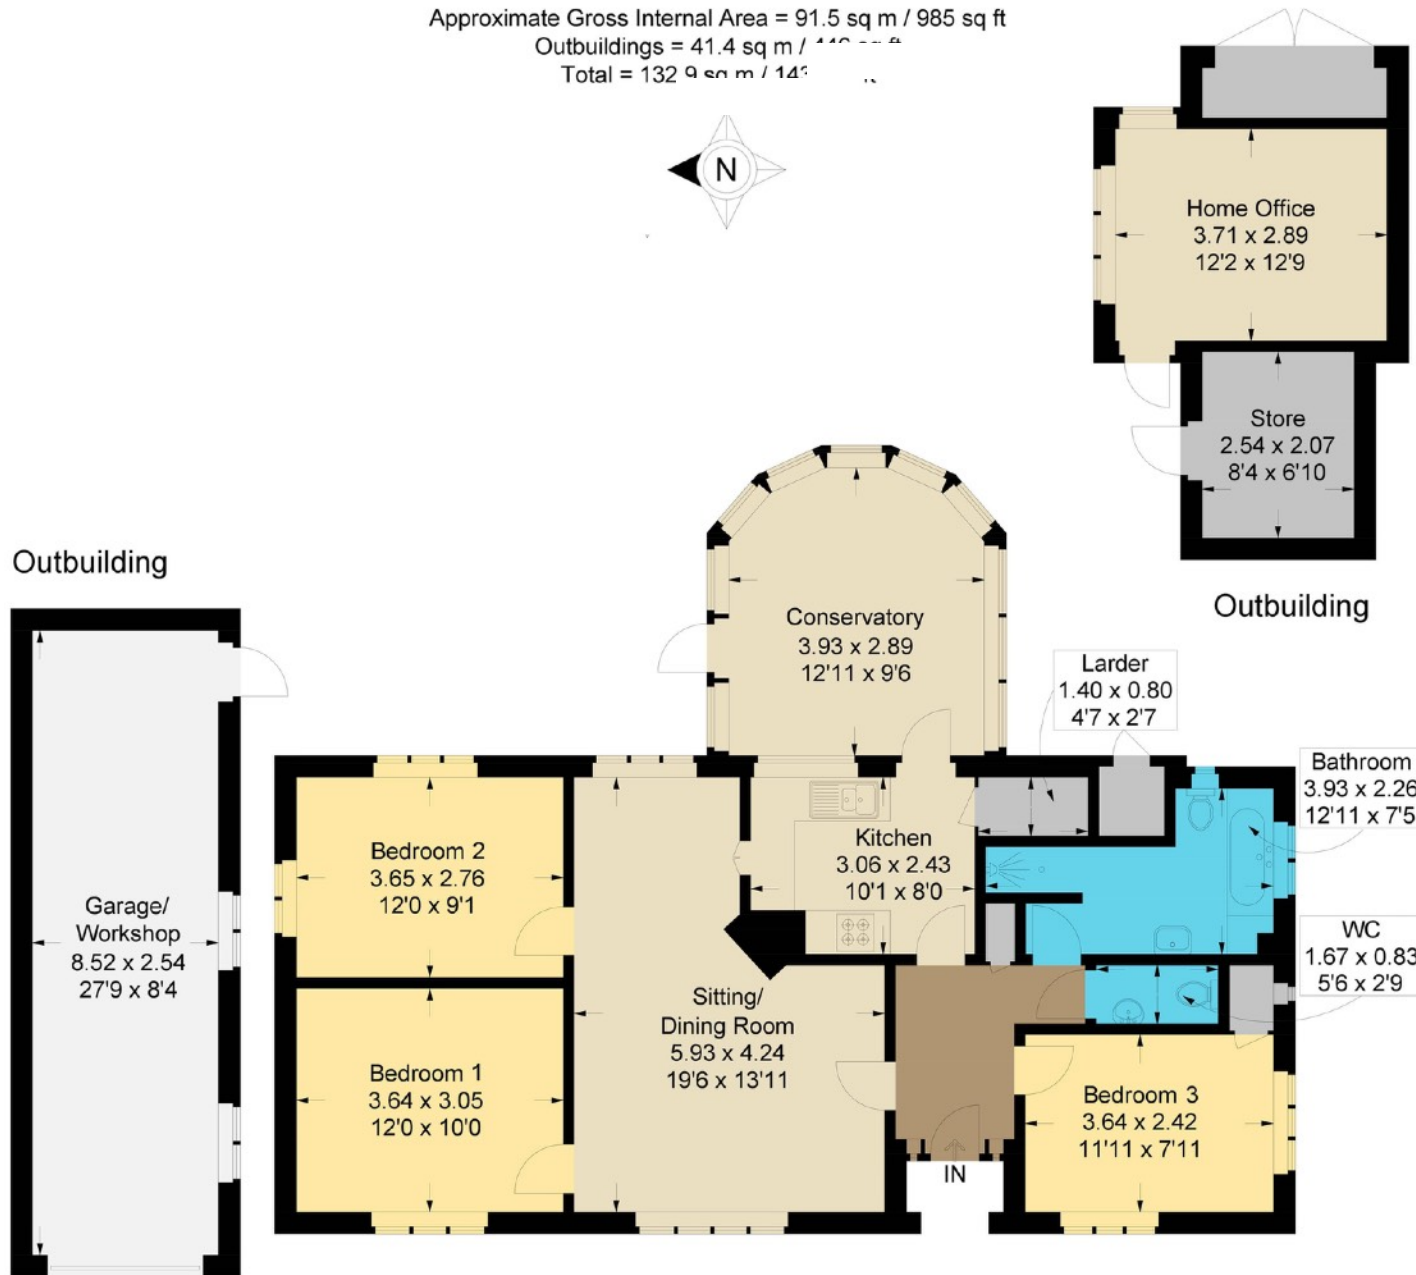 Approximate Gross Internal Area = 91.5 sq m / 985 sq ft
Outbuildings = 41.4 sq m /
Total = 132.9 sq m /
N
Home Office
3.71 x 2.89
12'2 x 12'9
Store
2.54 x 2.07
8'4 x 6'10
Outbuilding
Outbuilding
Conservatory
3.93 x 2.89
12'11 x 9'6
Larder
1.40 x 0.80
4'7 x 2'7
Bathroom
3.93 x 2.26
12'11 x 7'5
Kitchen
3.06 x 2.43
10'1 x 8'0
Bedroom 2
3.65 x 2.76
12'0 x 9'1
Garage/
Workshop
8.52 x 2.54
27'9 x 8'4
WC
1.67 x 0.83
5'6 x 2'9
Sitting/
Dining Room
5.93 x 4.24
19'6 x 13'11
Bedroom 1
3.64 x 3.05
12'0 x 10'0
Bedroom 3
3.64 x 2.42
11'11 x 7'11
IN